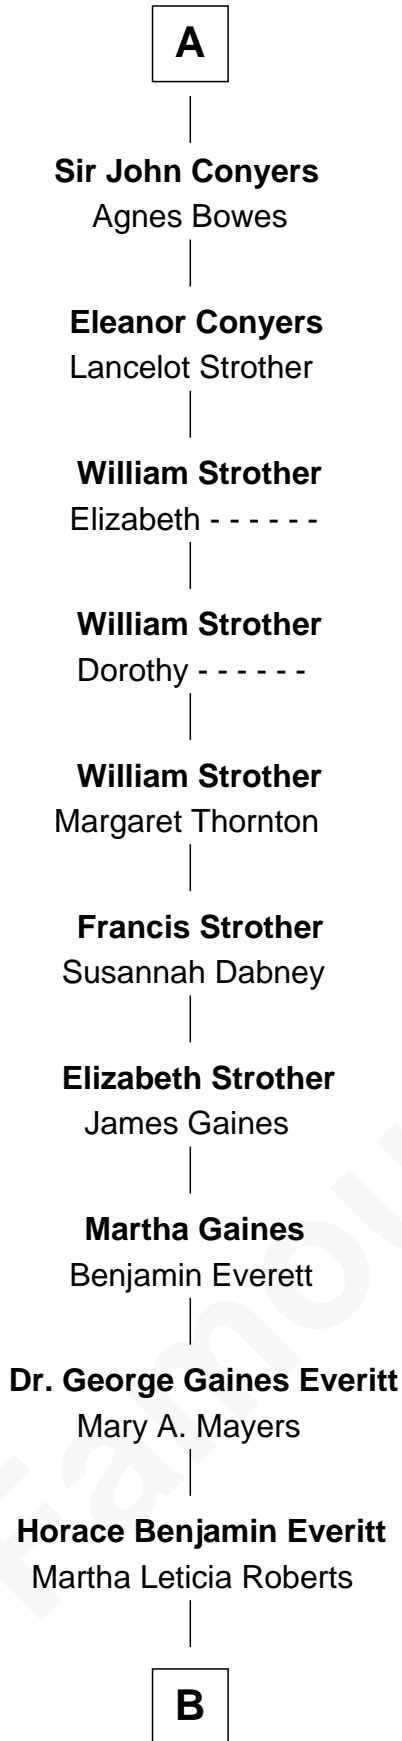 A
Sir John Conyers
Agnes Bowes
Eleanor Conyers
Lancelot Strother
William Strother
Elizabeth - - - - - -
William Strother
Dorothy - - - - - -
William Strother
Margaret Thornton
Francis Strother
Susannah Dabney
Elizabeth Strother
James Gaines
Martha Gaines
Benjamin Everett
Dr. George Gaines Everitt
Mary A. Mayers
Horace Benjamin Everitt
Martha Leticia Roberts
B
Famou